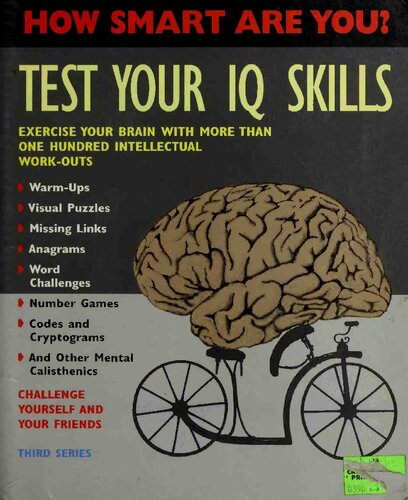 HOW SMART ARE YOU?
TEST YOUR IQ SKILLS
EXERCISE YOUR BRAIN WITH MORE THAN
ONE HUNDRED INTELLECTUAL
WORK-OUTS
Warm-Ups
Visual Puzzles
Missing Links
Anagrams
Word
Challenges
Number Games
Codes and
Cryptograms
And Other Mental
Calisthenics
CHALLENGE
YOURSELF AND
YOUR FRIENDS
THIRD SERIES